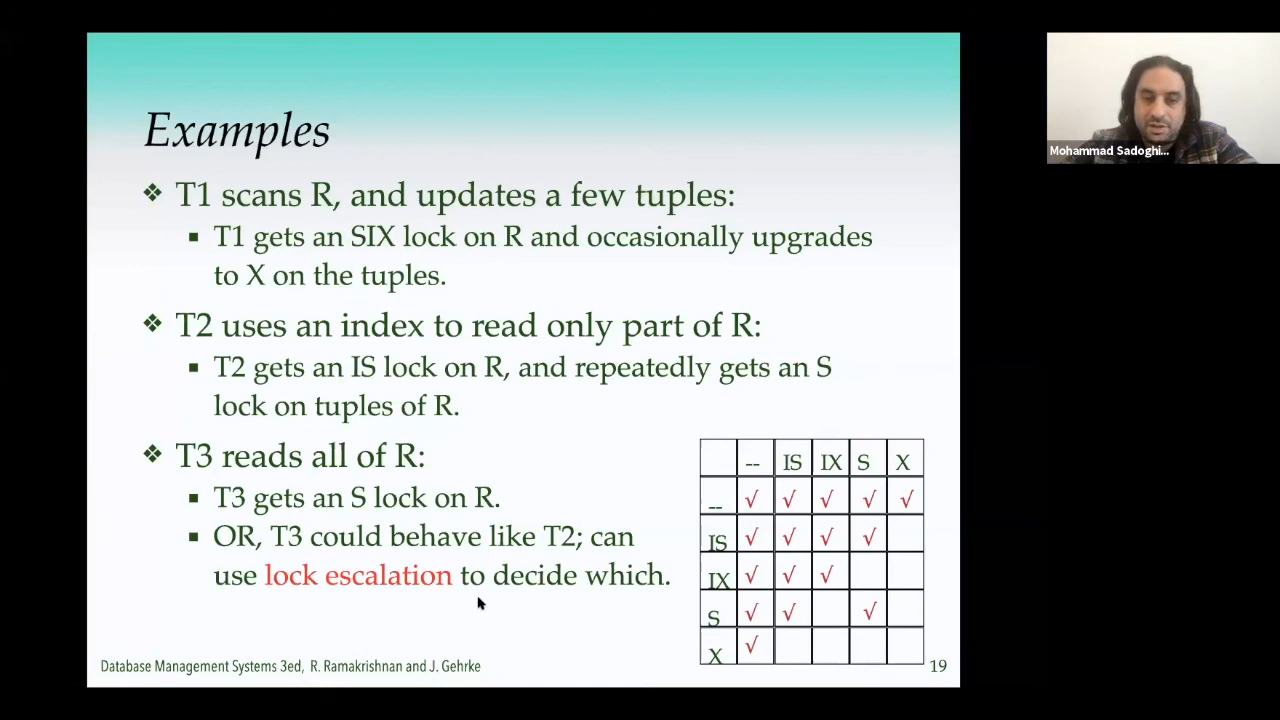 Examples
❖ T1 scans R, and updates a few tuples:
▪ T1 gets an SIX lock on R and occasionally upgrades
to X on the tuples.
❖ T2 uses an index to read only part of R:
▪ T2 gets an IS lock on R, and repeatedly gets an S
lock on tuples of R.
❖ T3 reads all of R:
▪ T3 gets an S lock on R.
▪ OR, T3 could behave like T2; can
use lock escalation to decide which.
-- IS IX S X
-- √ √ √ √ √
IS √ √ √ √
IX √ √ √
S √ √ √
X √
Database Management Systems 3ed, R. Ramakrishnan and J. Gehrke
19
Mohammad Sadoghi...